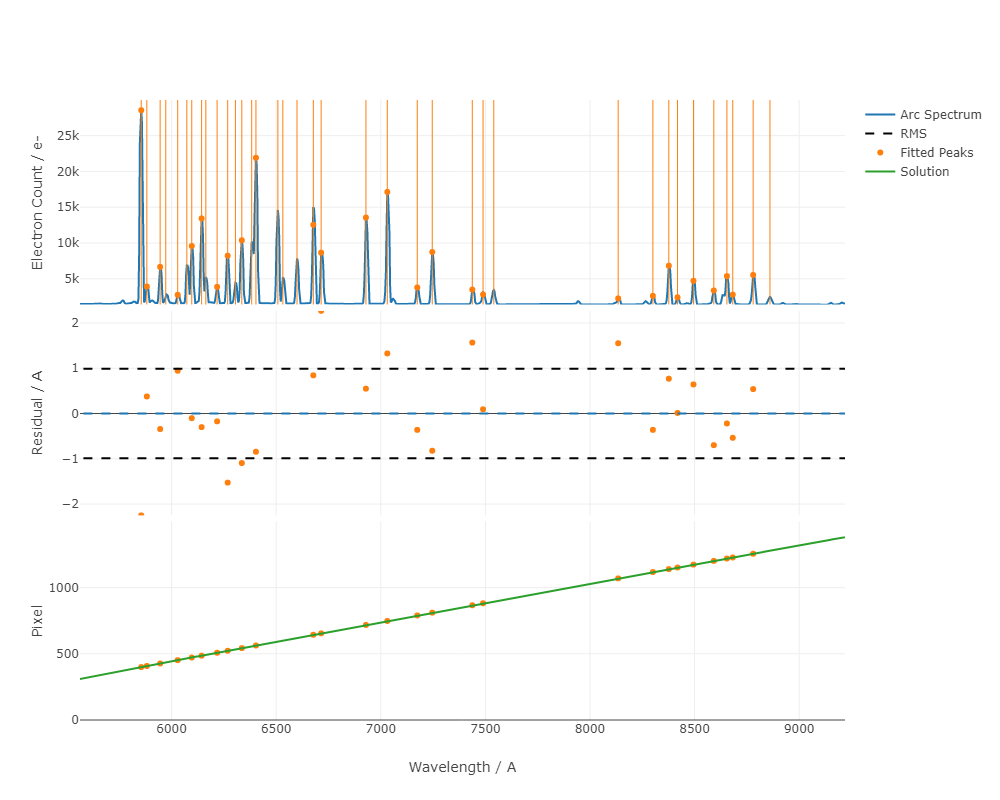 Electron Count / e-
25k
20k
15k
10k
5k
Arc Spectrum
RMS
Fitted Peaks
Solution
Residual / A
2
1
0
−1
−2
Pixel
1000
500
0
6000 6500 7000 7500 8000 8500 9000
Wavelength / A